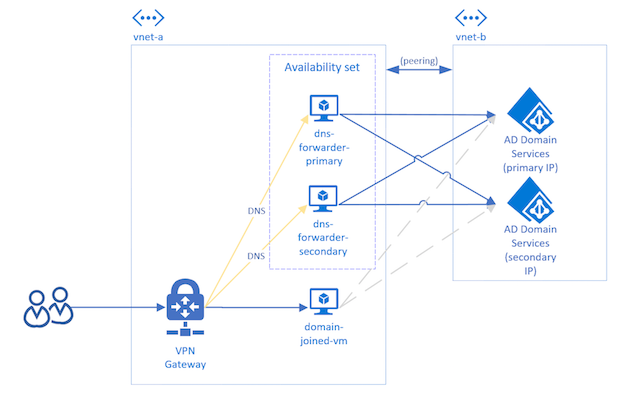 vnet-a
vnet-b
Availability set
(peering)
dns-
forwarder-
primary
AD Domain
Services
(primary IP)
DNS
dns-
forwarder-
secondary
DNS
AD Domain
Services
(secondary
IP)
VPN
Gateway
domain-
joined-vm